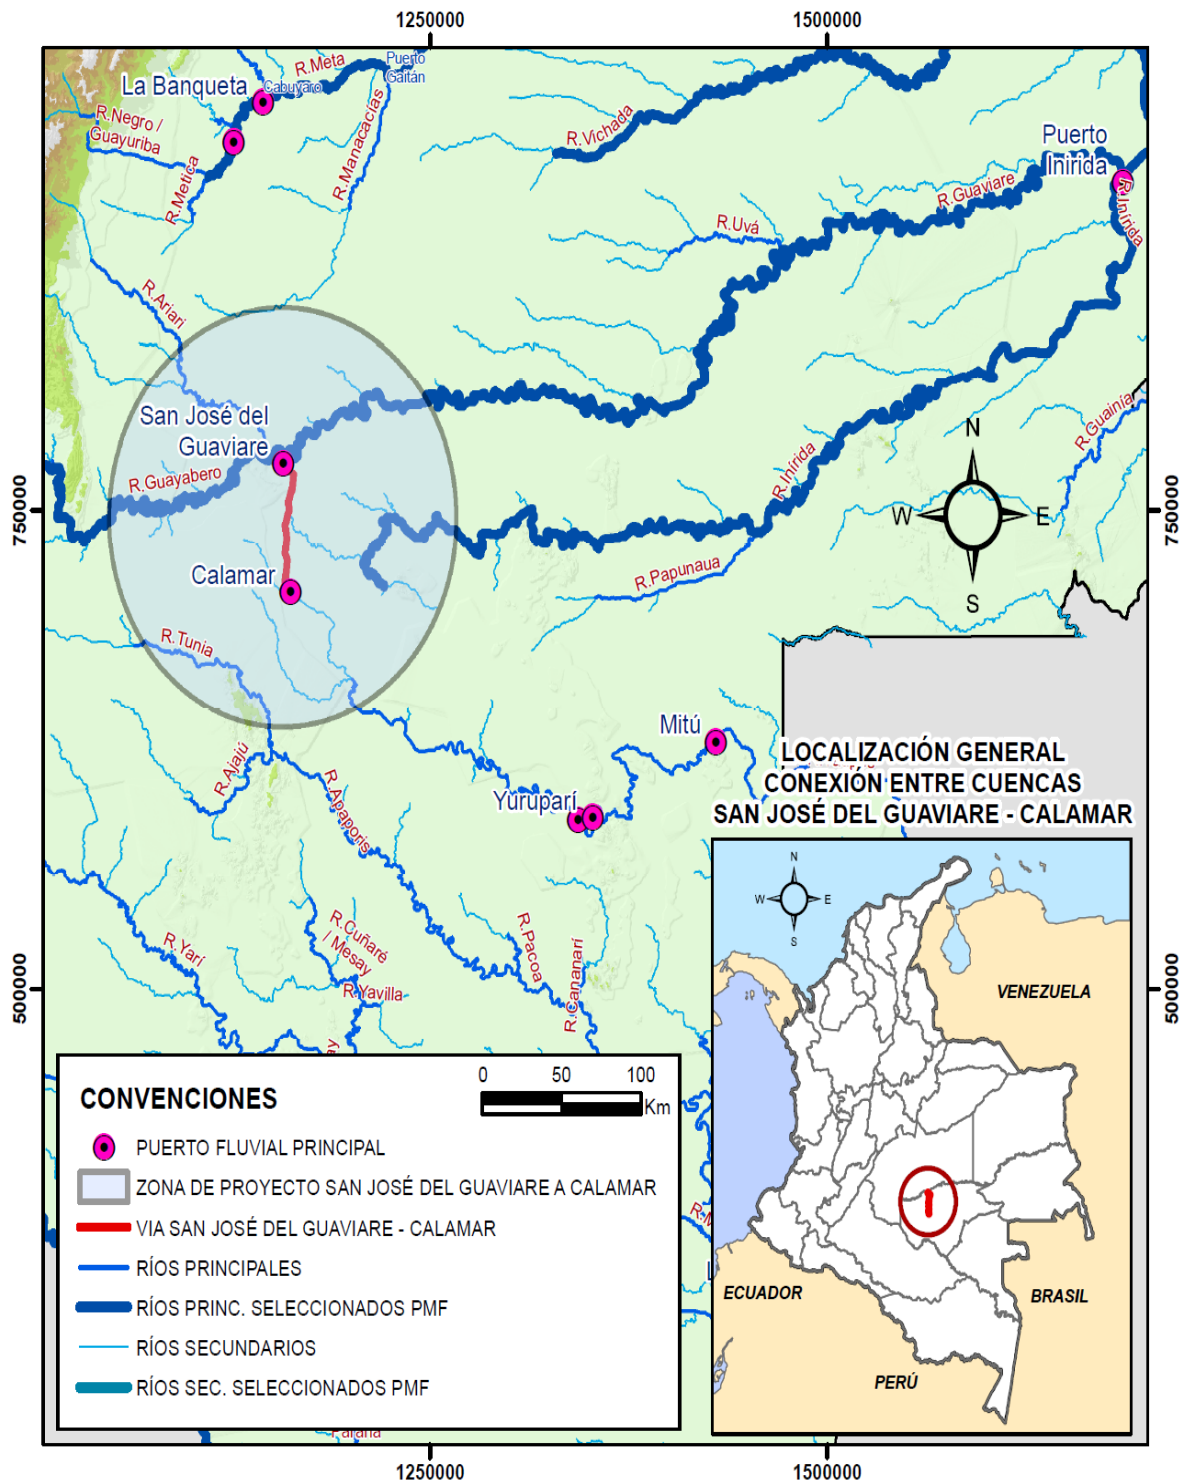 1250000
1500000
La Banqueta
Cabuyaro
R.Meta
Puerto
Gaitán
R.Negro /
Guayuriba
R.Metica
R.Manacacías
R.Vichada
Puerto
Inirida
R.Guaviare
R.Inírida
R.Uvá
R.Ariari
San José del
Guaviare
R.Guayabero
R.Guainía
N
W
E
S
R.Inírida
750000
750000
Calamar
R.Papunaua
R.Tunia
Mitú
R.Ajajú
R.Apaporis
Yuruparí
LOCALIZACIÓN GENERAL
CONEXIÓN ENTRE CUENCAS
SAN JOSÉ DEL GUAVIARE - CALAMAR
R.Yarí
R.Cuñaré
/ Mesay
R.Yavilla
R.Pacoa
R.Cananarí
500000
500000
N
W
E
S
VENEZUELA
ECUADOR
BRASIL
PERÚ
CONVENCIONES
0
50
100
Km
PUERTO FLUVIAL PRINCIPAL
ZONA DE PROYECTO SAN JOSÉ DEL GUAVIARE A CALAMAR
VIA SAN JOSÉ DEL GUAVIARE - CALAMAR
RÍOS PRINCIPALES
RÍOS PRINC. SELECCIONADOS PMF
RÍOS SECUNDARIOS
RÍOS SEC. SELECCIONADOS PMF
1250000
1500000